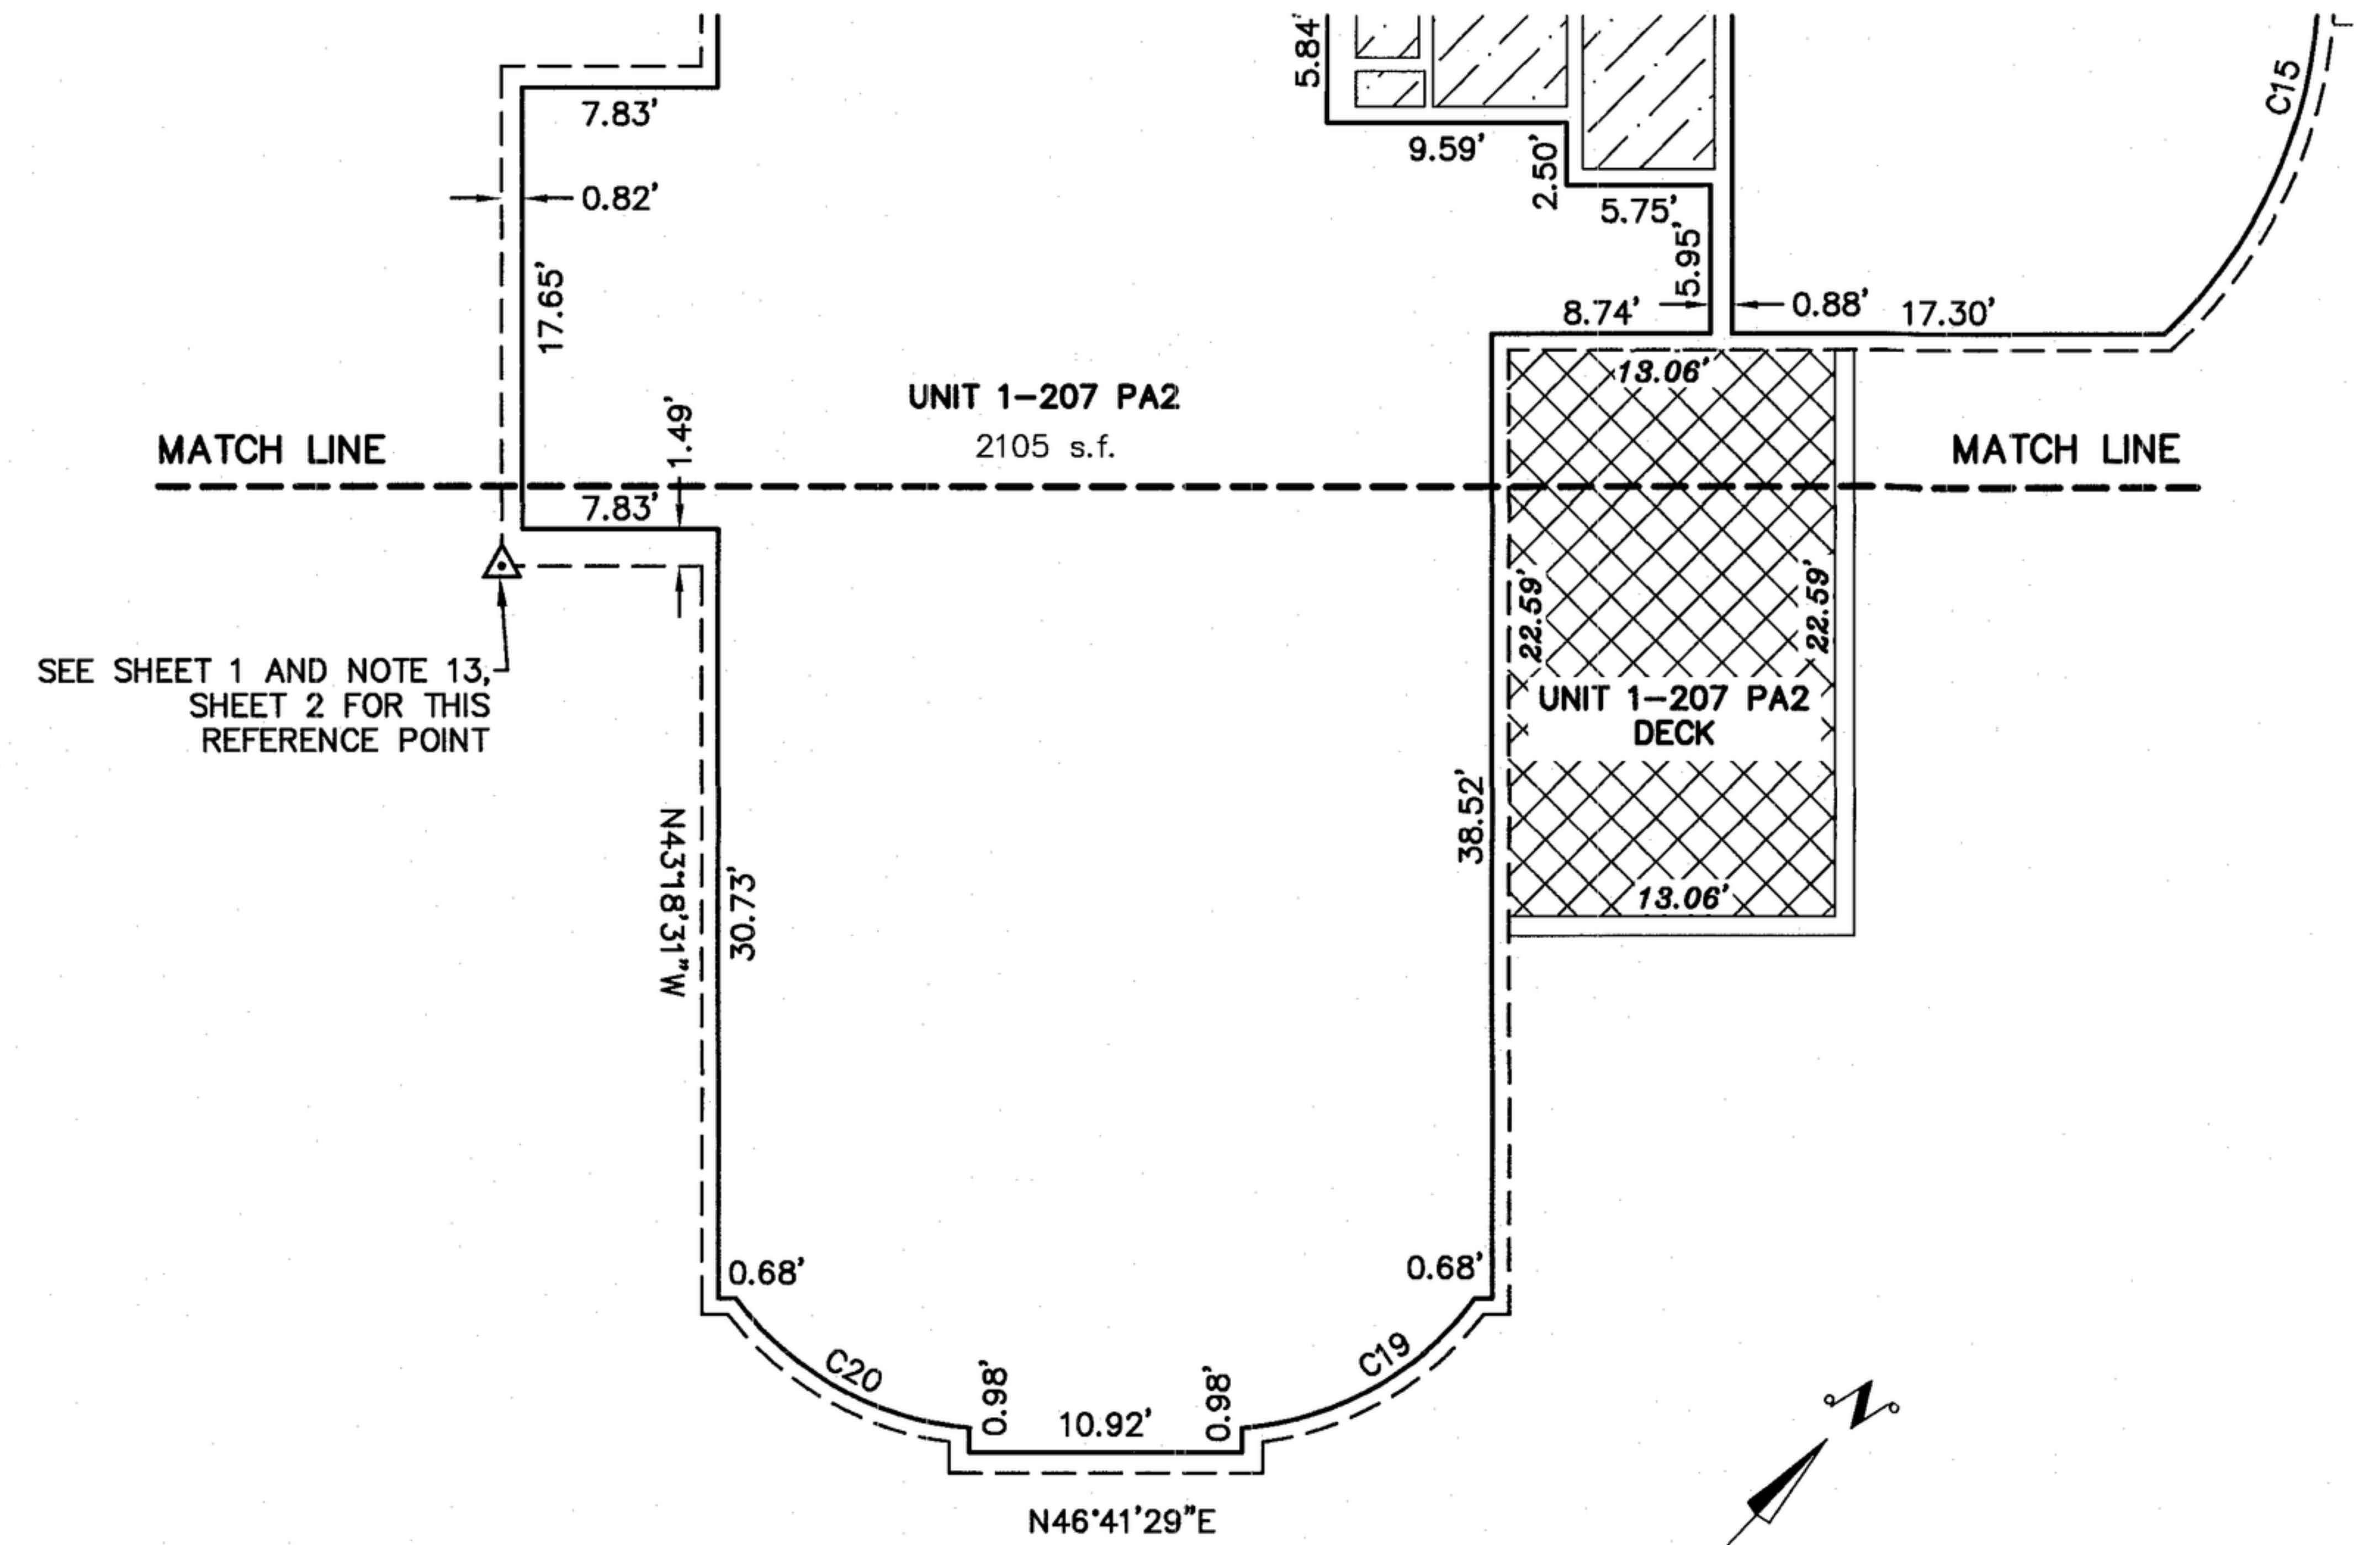 5.84'
C15
7.83'
9.59'
2.50'
0.82'
5.75'
5.95'
17.65'
8.74'
0.88'
17.30'
13.06'
UNIT 1-207 PA2
2105 s.f.
1.49'
MATCH LINE
MATCH LINE
7.83'
22.59'
22.59'
SEE SHEET 1 AND NOTE 13,
SHEET 2 FOR THIS
REFERENCE POINT
UNIT 1-207 PA2
DECK
38.52'
N43°18'31"W
30.73'
13.06'
0.68'
0.68'
C20
C19
0.98'
10.92'
0.98'
N
N46°41'29"E